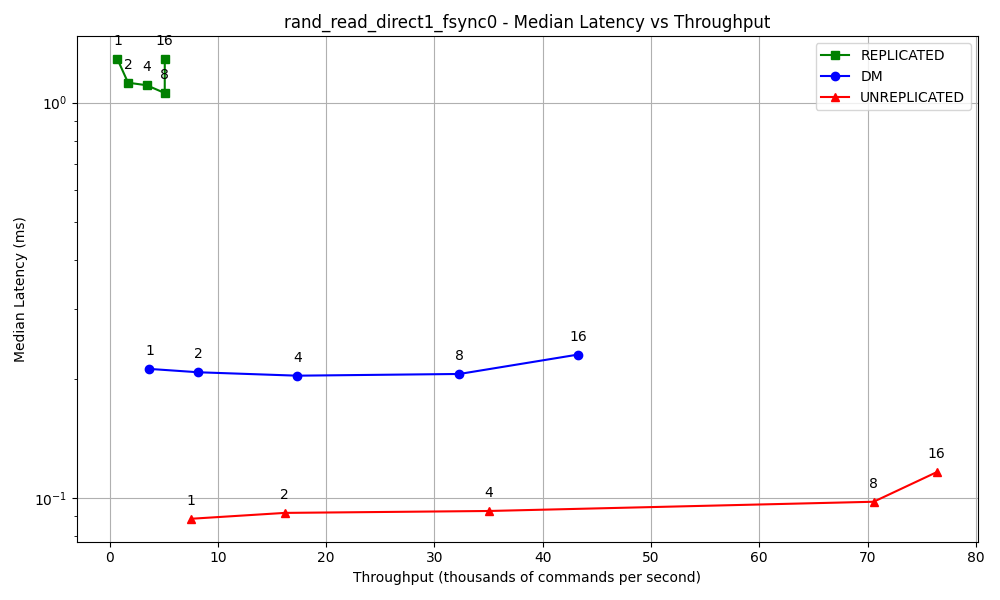 rand_read_direct1_fsync0 - Median Latency vs Throughput
REPLICATED
DM
UNREPLICATED
1
2
4
8
16
1
2
4
8
16
1
2
4
8
16
10⁰
10⁻¹
Median Latency (ms)
0 10 20 30 40 50 60 70 80
Throughput (thousands of commands per second)